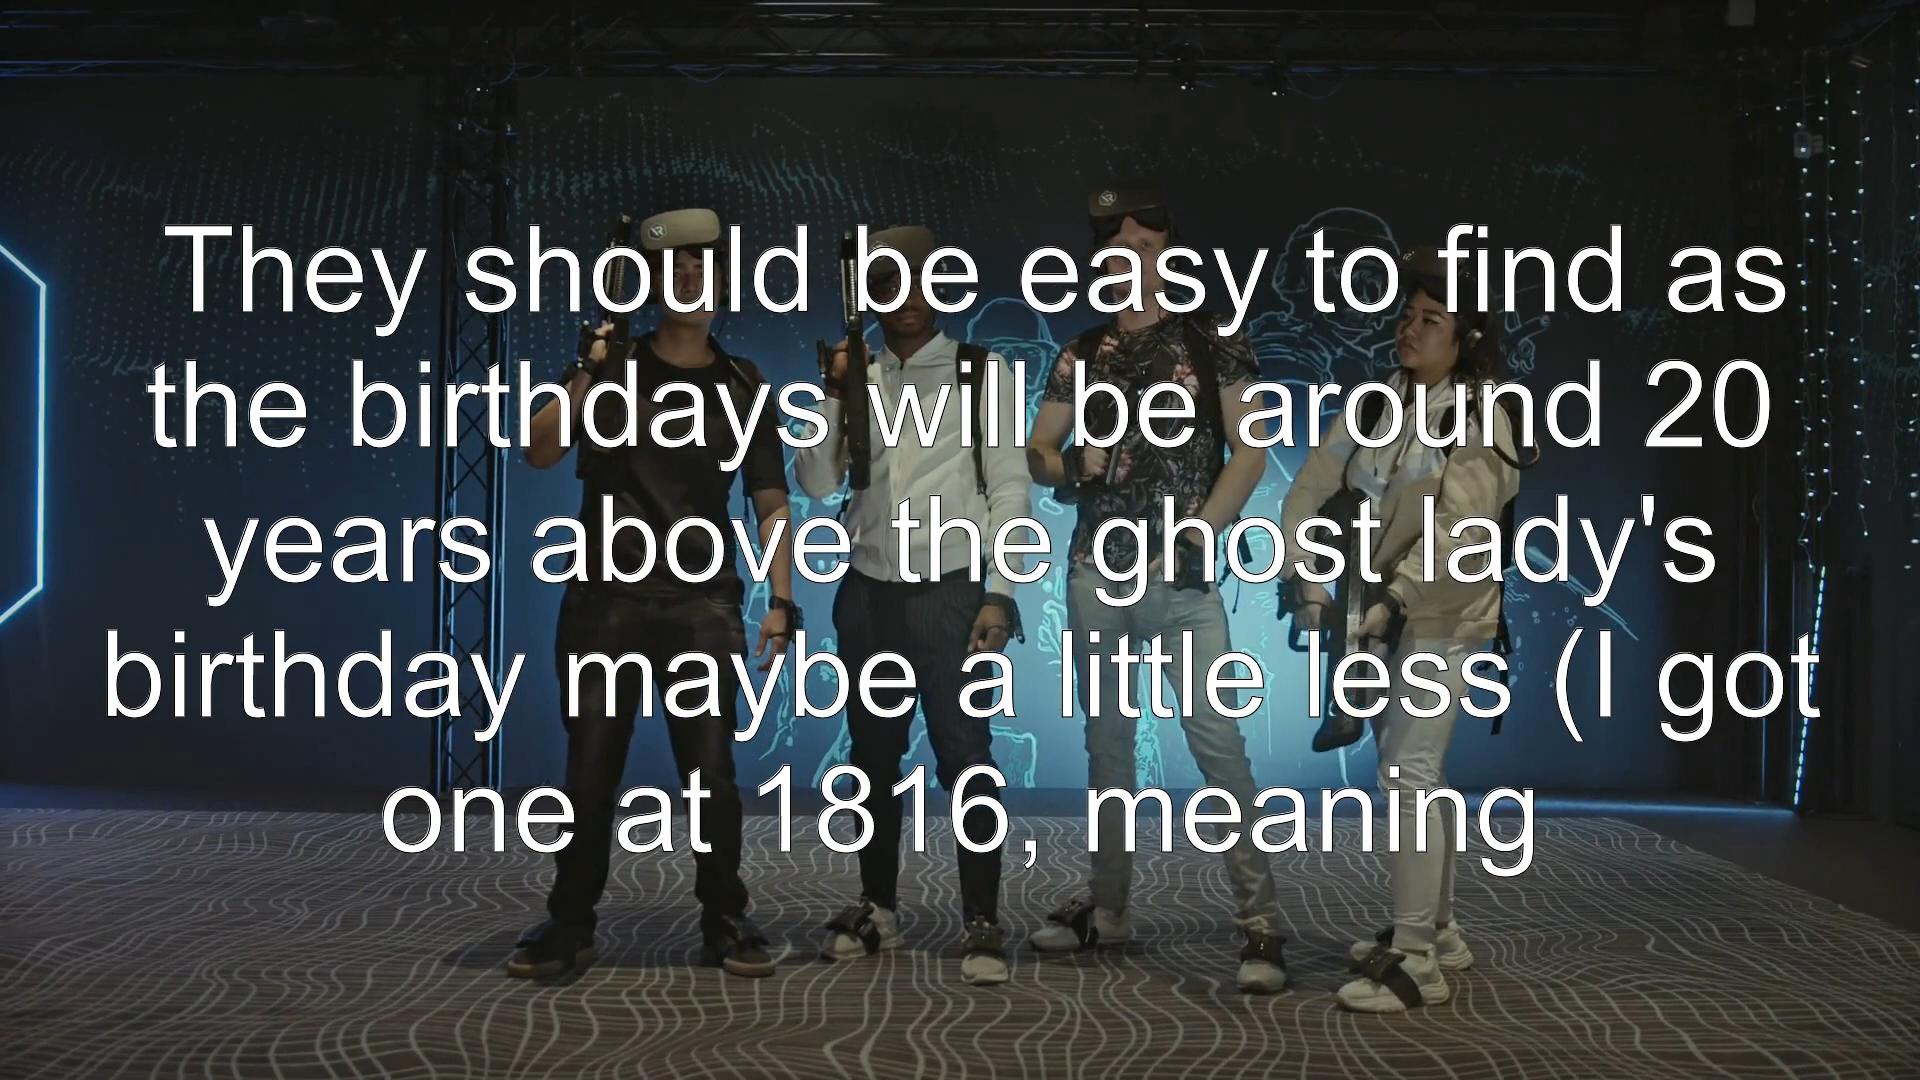 They should be easy to find as
the birthdays will be around 20
years above the ghost lady's
birthday maybe a little less (I got
one at 1816, meaning